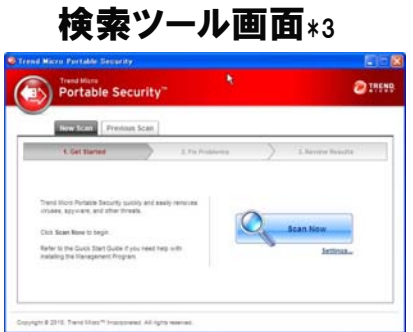 検索ツール画面*3
Trend Micro Portable Security
Trend Micro
Portable Security™
TREND
MICRO
New Scan
Previous Scan
1. Get Started
2. Fix Problems
3. Review Results
Trend Micro Portable Security quickly and easily removes
viruses, spyware, and other threats.
Click Scan Now to begin.
Refer to the Quick Start Guide if you need help with
installing the Management Program.
Scan Now
Settings...
Copyright © 2010, Trend Micro™ Incorporated. All rights reserved.